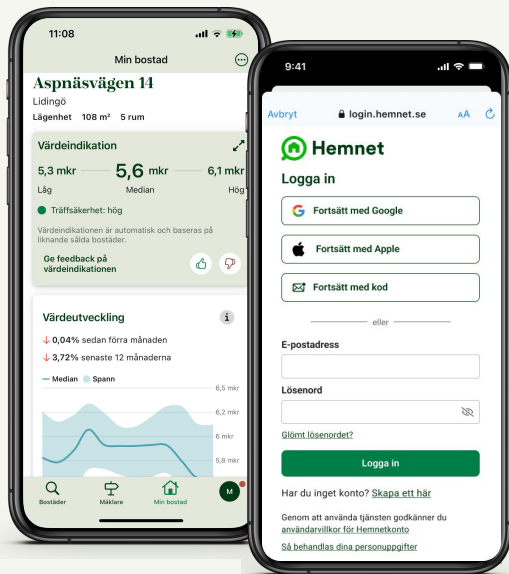 11:08
Min bostad
Aspnäsvägen 14
Lidingö
Lägenhet 108 m² 5 rum
Värdeindikation
5,3 mkr 5,6 mkr 6,1 mkr
Låg Median Hög
Träffsäkerhet: hög
Värdeindikationen är automatisk och baseras på
liknande sålda bostäder.
Ge feedback på
värdeindikationen
Värdeutveckling
i
↓ 0,04% sedan förra månaden
↓ 3,72% senaste 12 månaderna
Median Spann
6,5 mkr
6,2 mkr
6 mkr
5,8 mkr
Bostäder Mäklare Min bostad M
9:41
Avbryt login.hemnet.se AA
Hemnet
Logga in
Fortsätt med Google
Fortsätt med Apple
Fortsätt med kod
eller
E-postadress
Lösenord
Glömt lösenordet?
Logga in
Har du inget konto? Skapa ett här
Genom att använda tjänsten godkänner du
användarvillkor för Hemnetkonto
Så behandlas dina personuppgifter